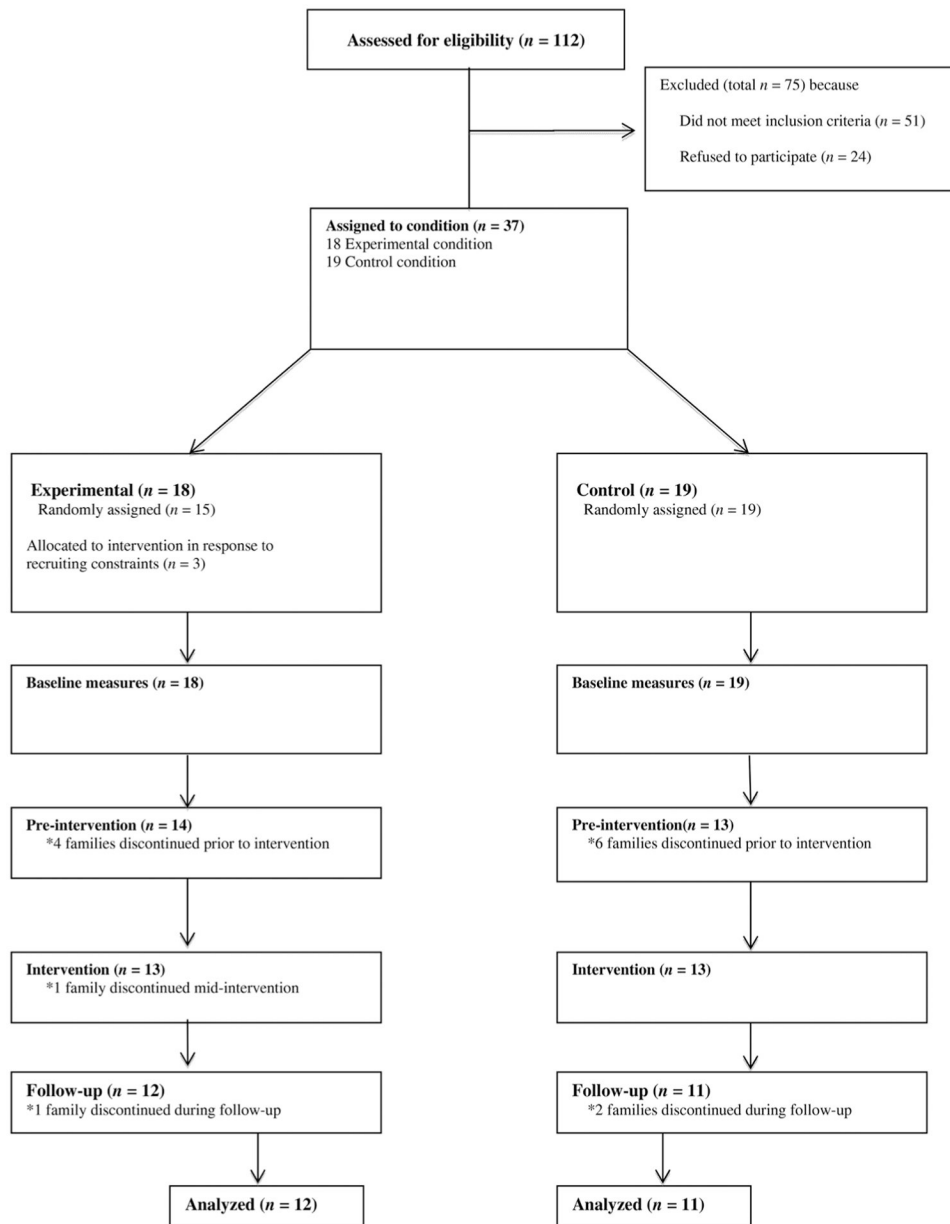 Assessed for eligibility (n = 112)
Excluded (total n = 75) because
Did not meet inclusion criteria (n = 51)
Refused to participate (n = 24)
Assigned to condition (n = 37)
18 Experimental condition
19 Control condition
Experimental (n = 18)
Randomly assigned (n = 15)
Allocated to intervention in response to
recruiting constraints (n = 3)
Control (n = 19)
Randomly assigned (n = 19)
Baseline measures (n = 18)
Baseline measures (n = 19)
Pre-intervention (n = 14)
*4 families discontinued prior to intervention
Pre-intervention(n = 13)
*6 families discontinued prior to intervention
Intervention (n = 13)
*1 family discontinued mid-intervention
Intervention (n = 13)
Follow-up (n = 12)
*1 family discontinued during follow-up
Follow-up (n = 11)
*2 families discontinued during follow-up
Analyzed (n = 12)
Analyzed (n = 11)